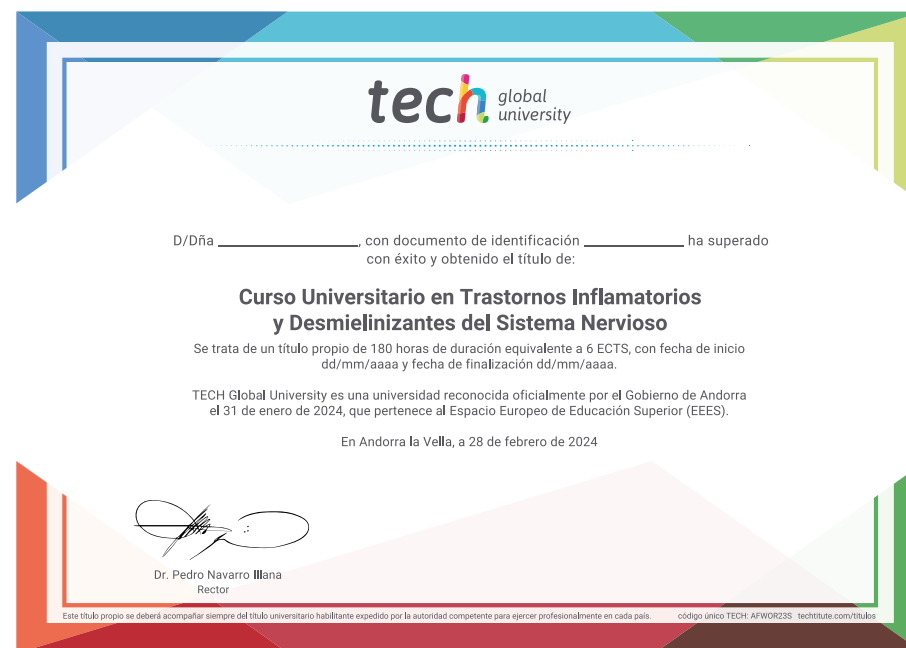 tech global university
D/Dña ____________________, con documento de identificación ______________ ha superado
con éxito y obtenido el título de:
Curso Universitario en Trastornos Inflamatorios
y Desmielinizantes del Sistema Nervioso
Se trata de un título propio de 180 horas de duración equivalente a 6 ECTS, con fecha de inicio
dd/mm/aaaa y fecha de finalización dd/mm/aaaa.
TECH Global University es una universidad reconocida oficialmente por el Gobierno de Andorra
el 31 de enero de 2024, que pertenece al Espacio Europeo de Educación Superior (EEES).
En Andorra la Vella, a 28 de febrero de 2024
Dr. Pedro Navarro Illana
Rector
Este título propio se deberá acompañar siempre del título universitario habilitante expedido por la autoridad competente para ejercer profesionalmente en cada país. código único TECH: AFWOR23S techtitute.com/titulos